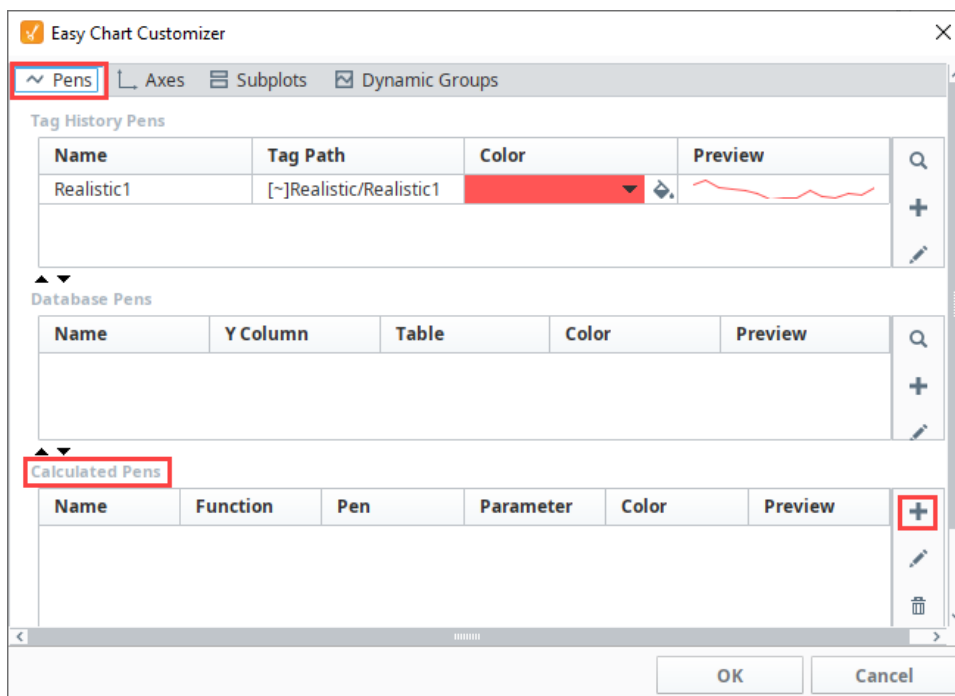 Easy Chart Customizer
Pens Axes Subplots Dynamic Groups
Tag History Pens
Name Tag Path Color Preview
Realistic1 [~]Realistic/Realistic1
Database Pens
Name Y Column Table Color Preview
Calculated Pens
Name Function Pen Parameter Color Preview
OK Cancel